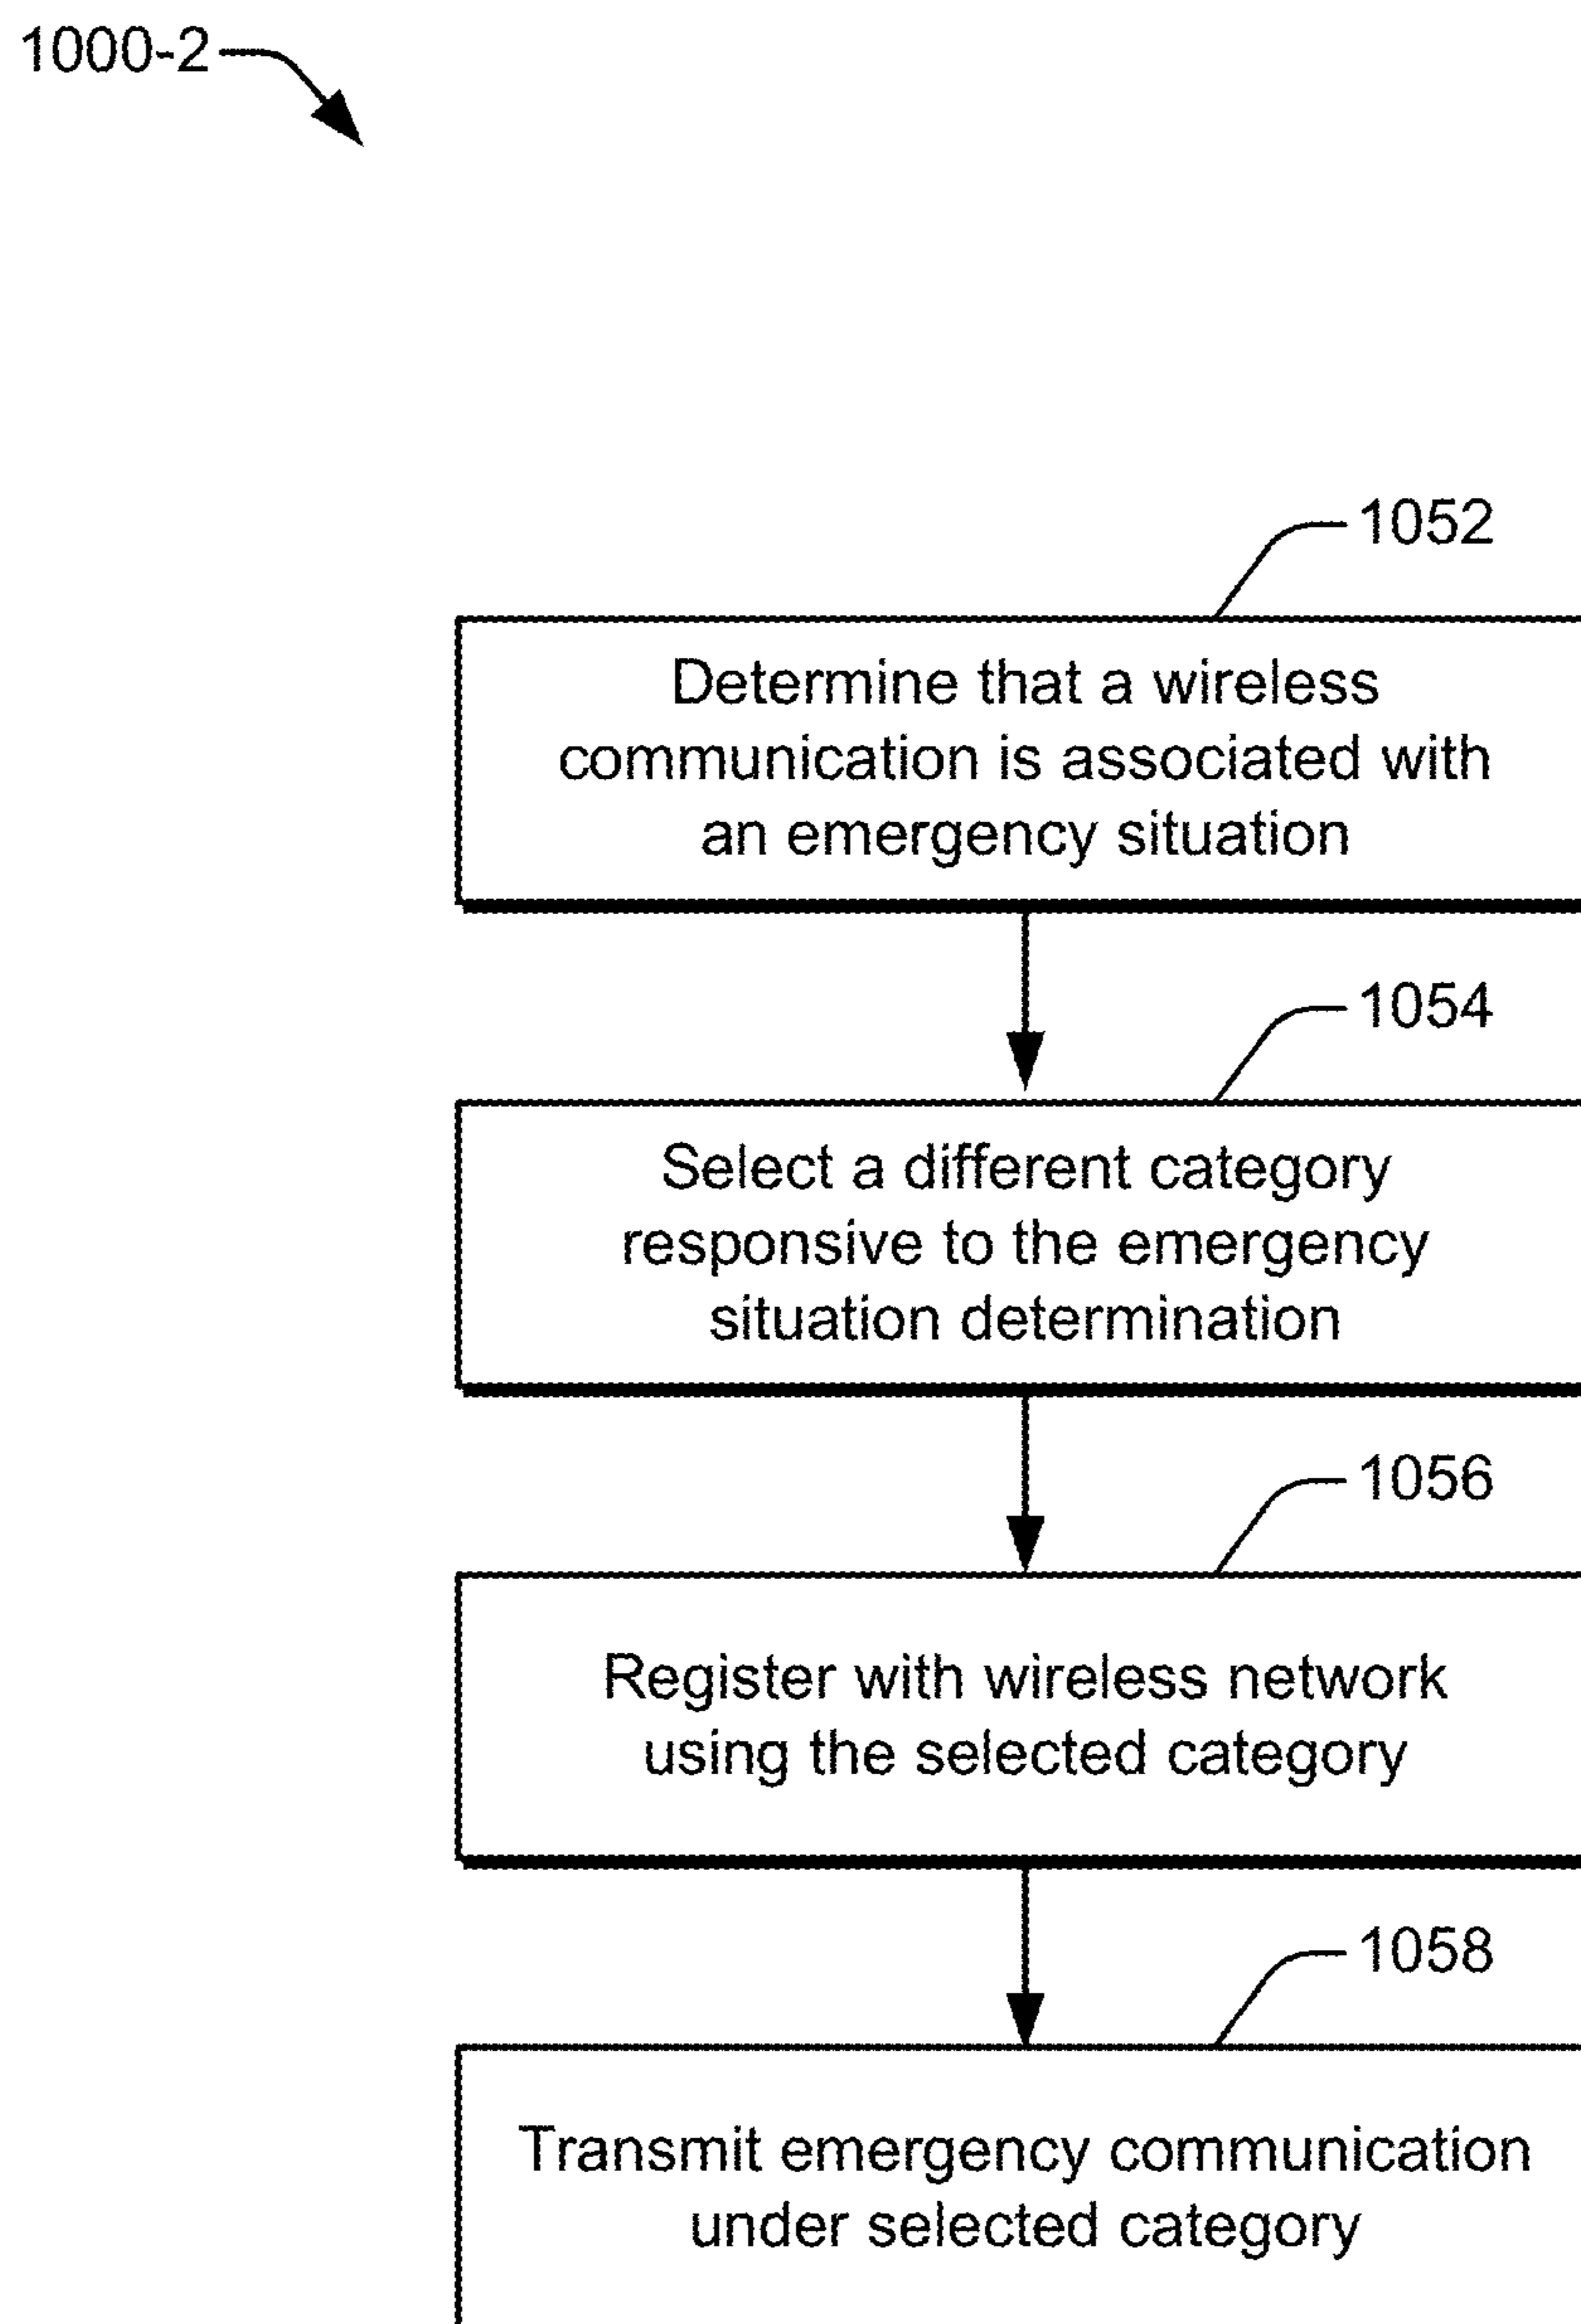 1000-2
1052
Determine that a wireless
communication is associated with
an emergency situation
1054
Select a different category
responsive to the emergency
situation determination
1056
Register with wireless network
using the selected category
1058
Transmit emergency communication
under selected category